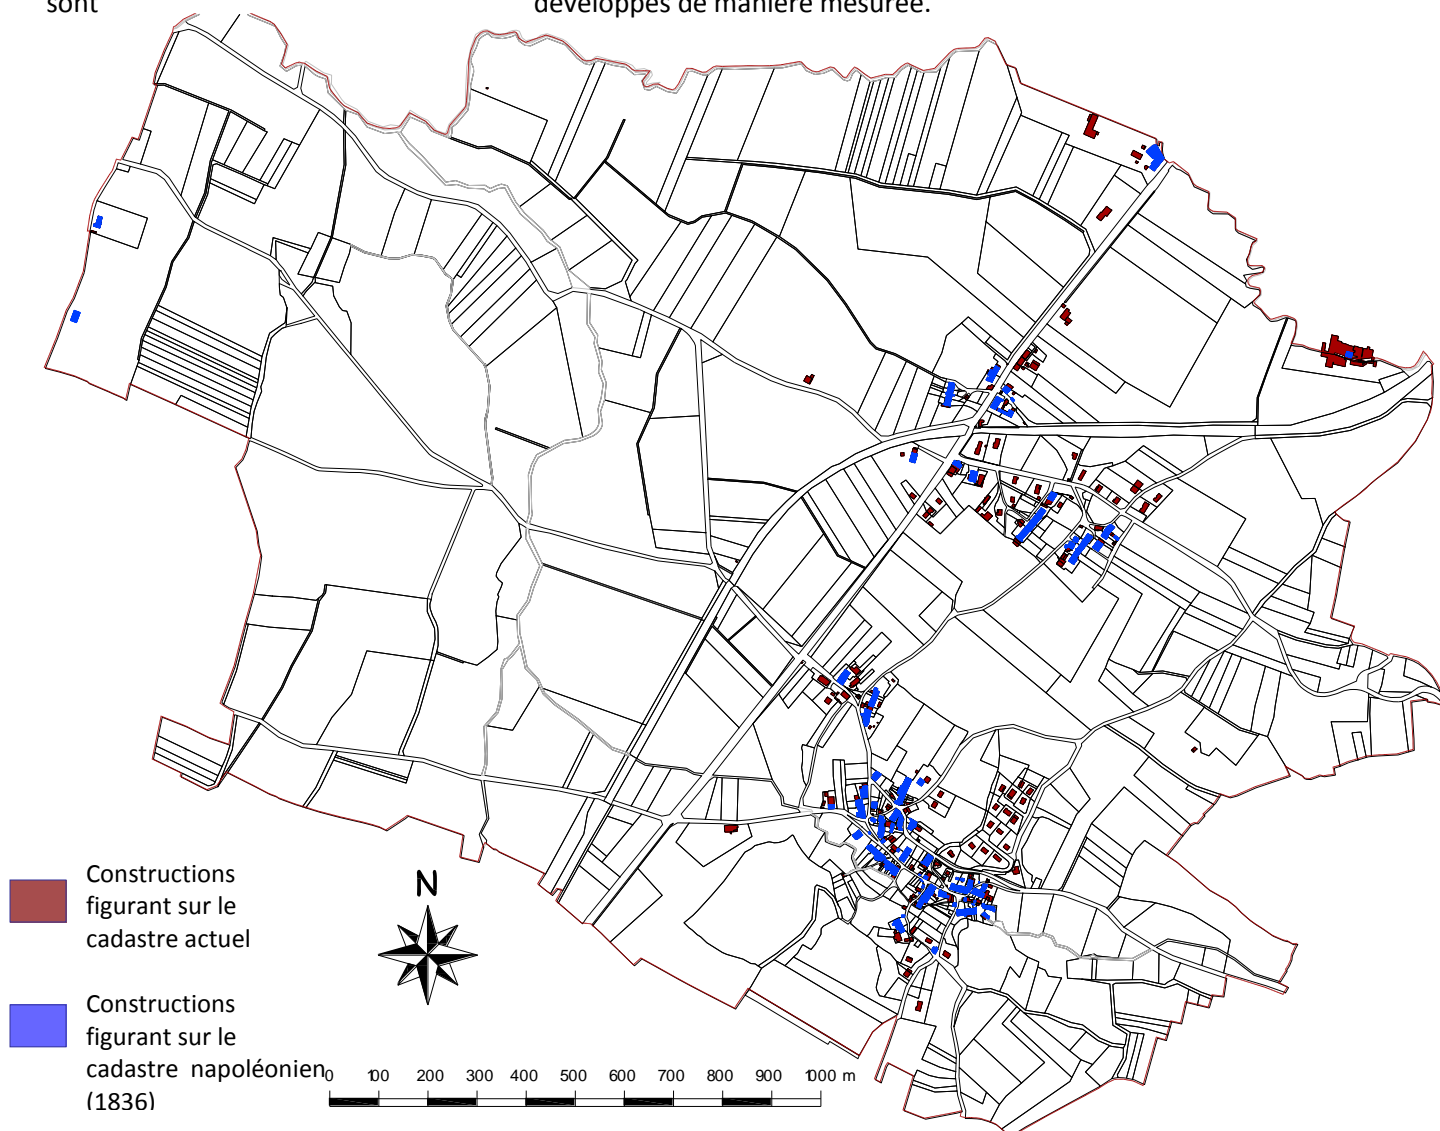 sont
développés de manière mesurée.
Constructions
figurant sur le
cadastre actuel
N
Constructions
figurant sur le
cadastre napoléonien
(1836)
0 100 200 300 400 500 600 700 800 900 1000 m